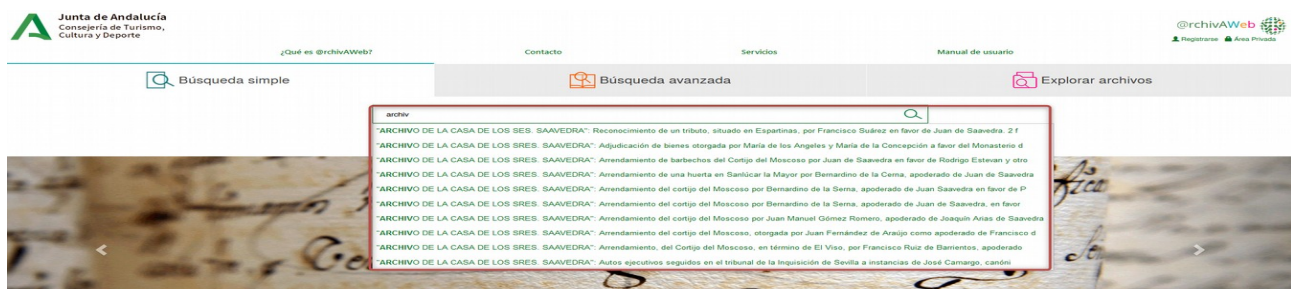 Junta de Andalucía
Consejería de Turismo,
Cultura y Deporte
@rchivAWeb
Registrarse Área Privada
¿Qué es @rchivAWeb? Contacto Servicios Manual de usuario
Búsqueda simple Búsqueda avanzada Explorar archivos
archiv
"ARCHIVO DE LA CASA DE LOS SES. SAAVEDRA": Reconocimiento de un tributo, situado en Espartinas, por Francisco Suárez en favor de Juan de Saavedra. 2 f
"ARCHIVO DE LA CASA DE LOS SRES. SAAVEDRA": Adjudicación de bienes otorgada por María de los Angeles y María de la Concepción a favor del Monasterio d
"ARCHIVO DE LA CASA DE LOS SRES. SAAVEDRA": Arrendamiento de barbechos del Cortijo del Moscoso por Juan de Saavedra en favor de Rodrigo Estevan y otro
"ARCHIVO DE LA CASA DE LOS SRES. SAAVEDRA": Arrendamiento de una huerta en Sanlúcar la Mayor por Bernardino de la Cerna, apoderado de Juan de Saavedra
"ARCHIVO DE LA CASA DE LOS SRES. SAAVEDRA": Arrendamiento del cortijo del Moscoso por Bernardino de la Serna, apoderado de Juan Saavedra en favor de P
"ARCHIVO DE LA CASA DE LOS SRES. SAAVEDRA": Arrendamiento del cortijo del Moscoso por Bernardino de la Serna, apoderado de Juan de Saavedra, en favor
"ARCHIVO DE LA CASA DE LOS SRES. SAAVEDRA": Arrendamiento del cortijo del Moscoso por Juan Manuel Gómez Romero, apoderado de Joaquín Arias de Saavedra
"ARCHIVO DE LA CASA DE LOS SRES. SAAVEDRA": Arrendamiento del cortijo del Moscoso, otorgada por Juan Fernández de Araújo como apoderado de Francisco d
"ARCHIVO DE LA CASA DE LOS SRES. SAAVEDRA": Arrendamiento, del Cortijo del Moscoso, en término de El Viso, por Francisco Ruiz de Barrientos, apoderado
"ARCHIVO DE LA CASA DE LOS SRES. SAAVEDRA": Autos ejecutivos seguidos en el tribunal de la Inquisición de Sevilla a instancias de José Camargo, canóni